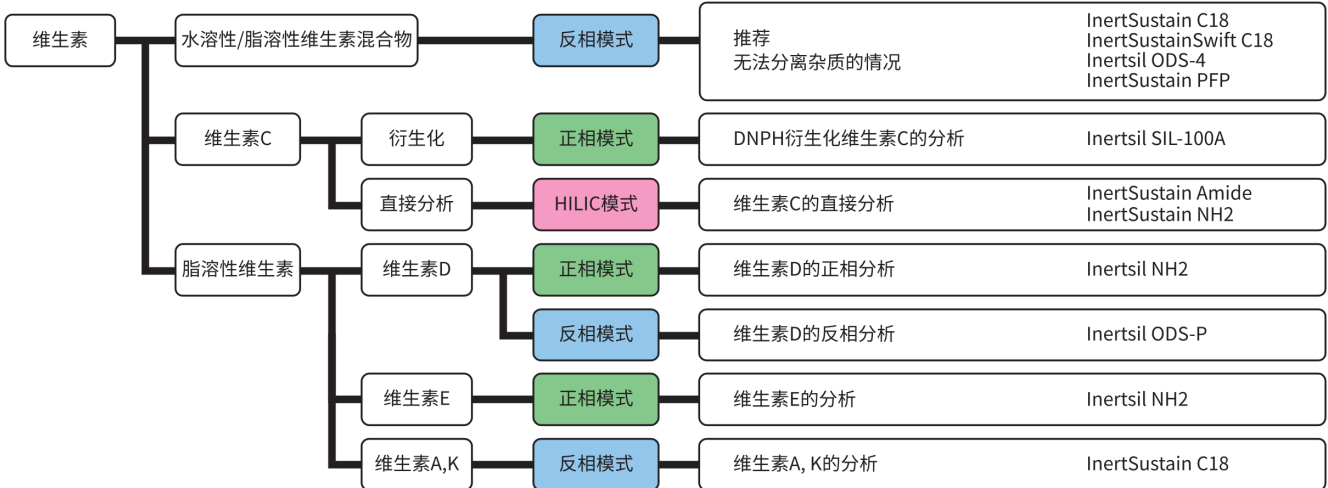 维生素
水溶性/脂溶性维生素混合物
反相模式
推荐
无法分离杂质的情况
InertSustain C18
InertSustainSwift C18
Inertsil ODS-4
InertSustain PFP
维生素C
衍生化
正相模式
DNPH衍生化维生素C的分析
Inertsil SIL-100A
直接分析
HILIC模式
维生素C的直接分析
InertSustain Amide
InertSustain NH2
脂溶性维生素
维生素D
正相模式
维生素D的正相分析
Inertsil NH2
反相模式
维生素D的反相分析
Inertsil ODS-P
维生素E
正相模式
维生素E的分析
Inertsil NH2
维生素A,K
反相模式
维生素A, K的分析
InertSustain C18